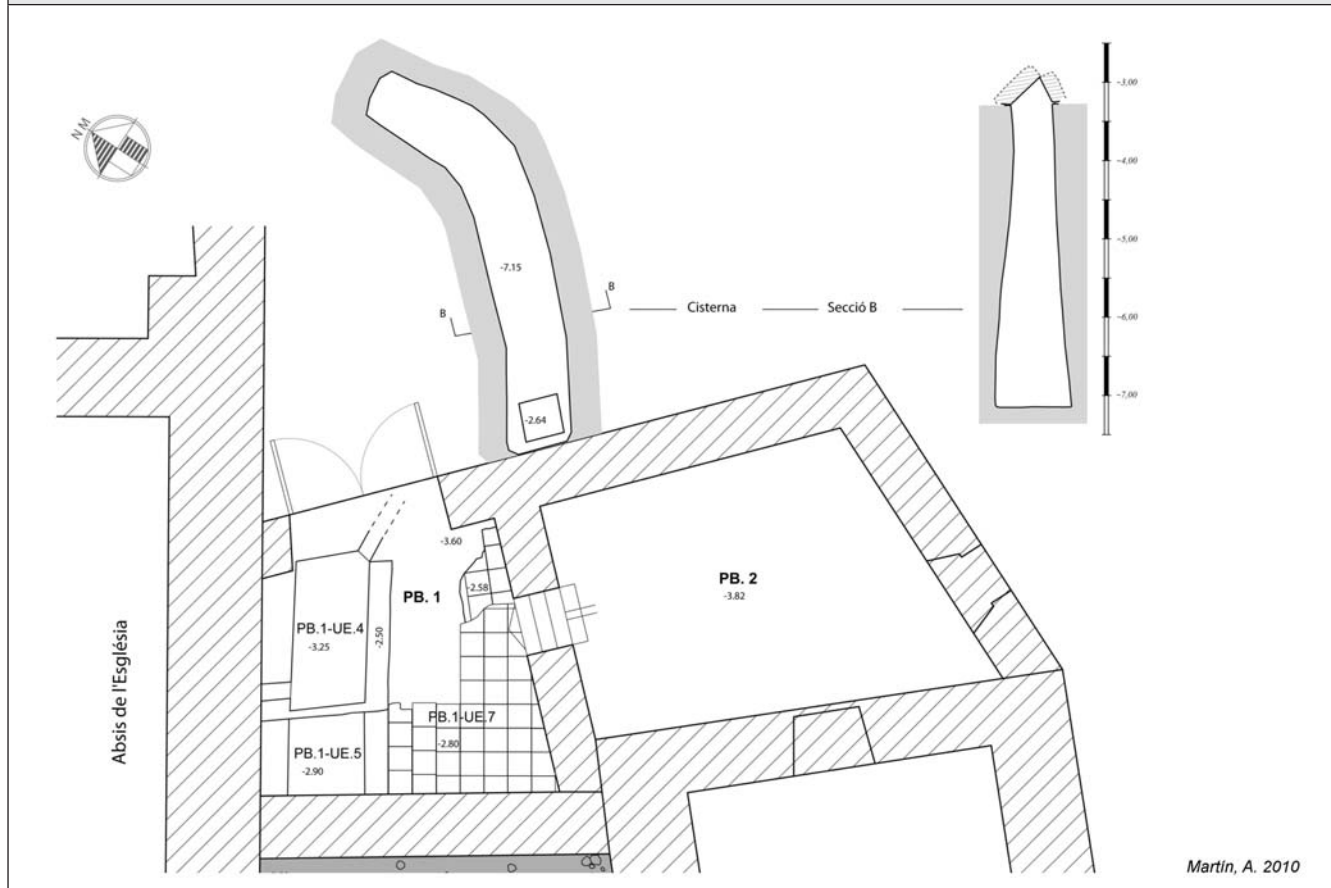 N M
-3,00
-4,00
-5,00
-6,00
-7,00
-7.15
B
B
Cisterna
Secció B
-2.64
-3.60
PB. 1
-2.58
PB. 2
-3.82
PB.1-UE.4
-3.25
-2.50
PB.1-UE.7
-2.80
PB.1-UE.5
-2.90
Absis de l'Església
Martín, A. 2010